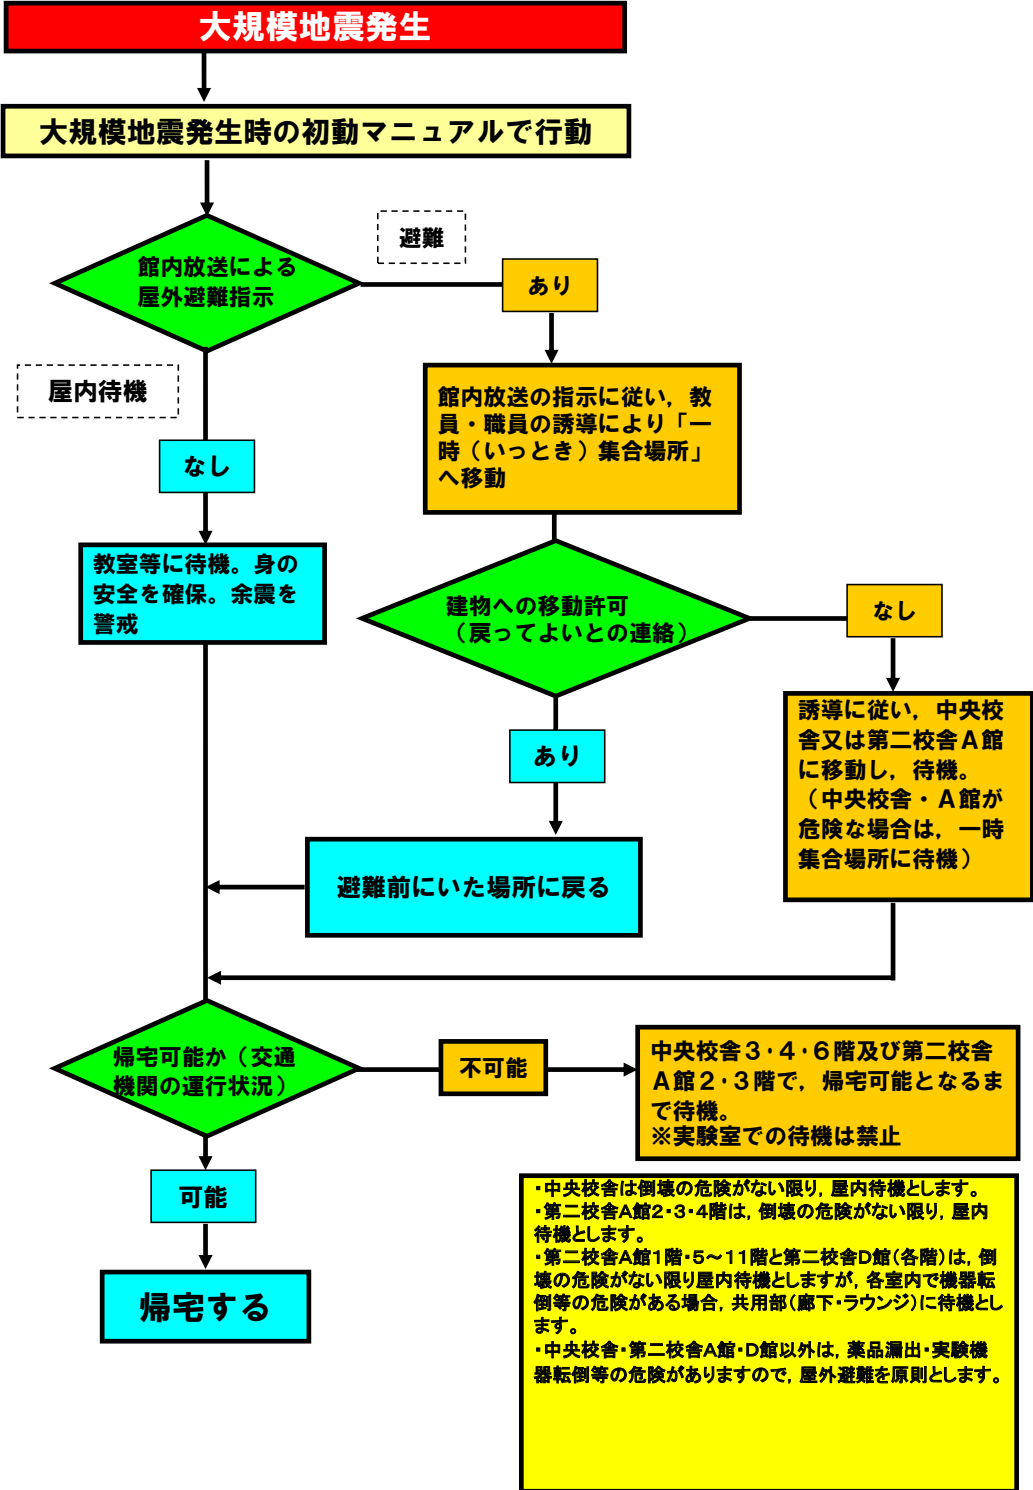 大規模地震発生
大規模地震発生時の初動マニュアルで行動
避難
館内放送による
屋外避難指示
あり
屋内待機
館内放送の指示に従い，教
員・職員の誘導により「一
時（いっとき）集合場所」
へ移動
なし
教室等に待機。身の
安全を確保。余震を
警戒
建物への移動許可
（戻ってよいとの連絡）
なし
誘導に従い，中央校
舎又は第二校舎Ａ館
に移動し，待機。
（中央校舎・Ａ館が
危険な場合は，一時
集合場所に待機）
あり
避難前にいた場所に戻る
帰宅可能か（交通
機関の運行状況）
不可能
中央校舎３・４・６階及び第二校舎
Ａ館２・３階で，帰宅可能となるま
で待機。
※実験室での待機は禁止
可能
帰宅する
・中央校舎は倒壊の危険がない限り，屋内待機とします。
・第二校舎A館２・３・４階は，倒壊の危険がない限り，屋内
待機とします。
・第二校舎A館１階・５～１１階と第二校舎D館（各階）は，倒
壊の危険がない限り屋内待機としますが，各室内で機器転
倒等の危険がある場合，共用部（廊下・ラウンジ）に待機とし
ます。
・中央校舎・第二校舎A館・D館以外は，薬品漏出・実験機
器転倒等の危険がありますので，屋外避難を原則とします。